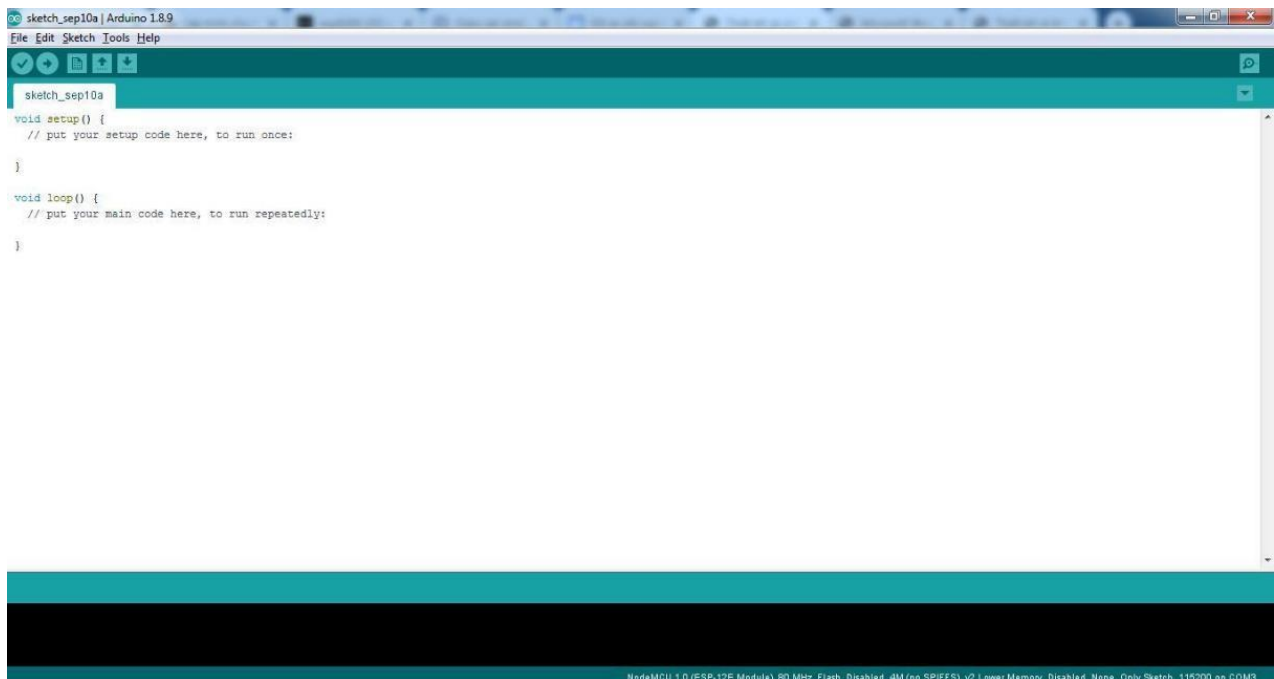 sketch_sep10a | Arduino 1.8.9
File Edit Sketch Tools Help
sketch_sep10a
void setup() {
// put your setup code here, to run once:
}
void loop() {
// put your main code here, to run repeatedly:
}
NodeMCU 1.0 (ESP-12E Module), 80 MHz, Flash, Disabled, 4M (no SPIFFS), v2 Lower Memory, Disabled, None, Only Sketch, 115200 on COM3